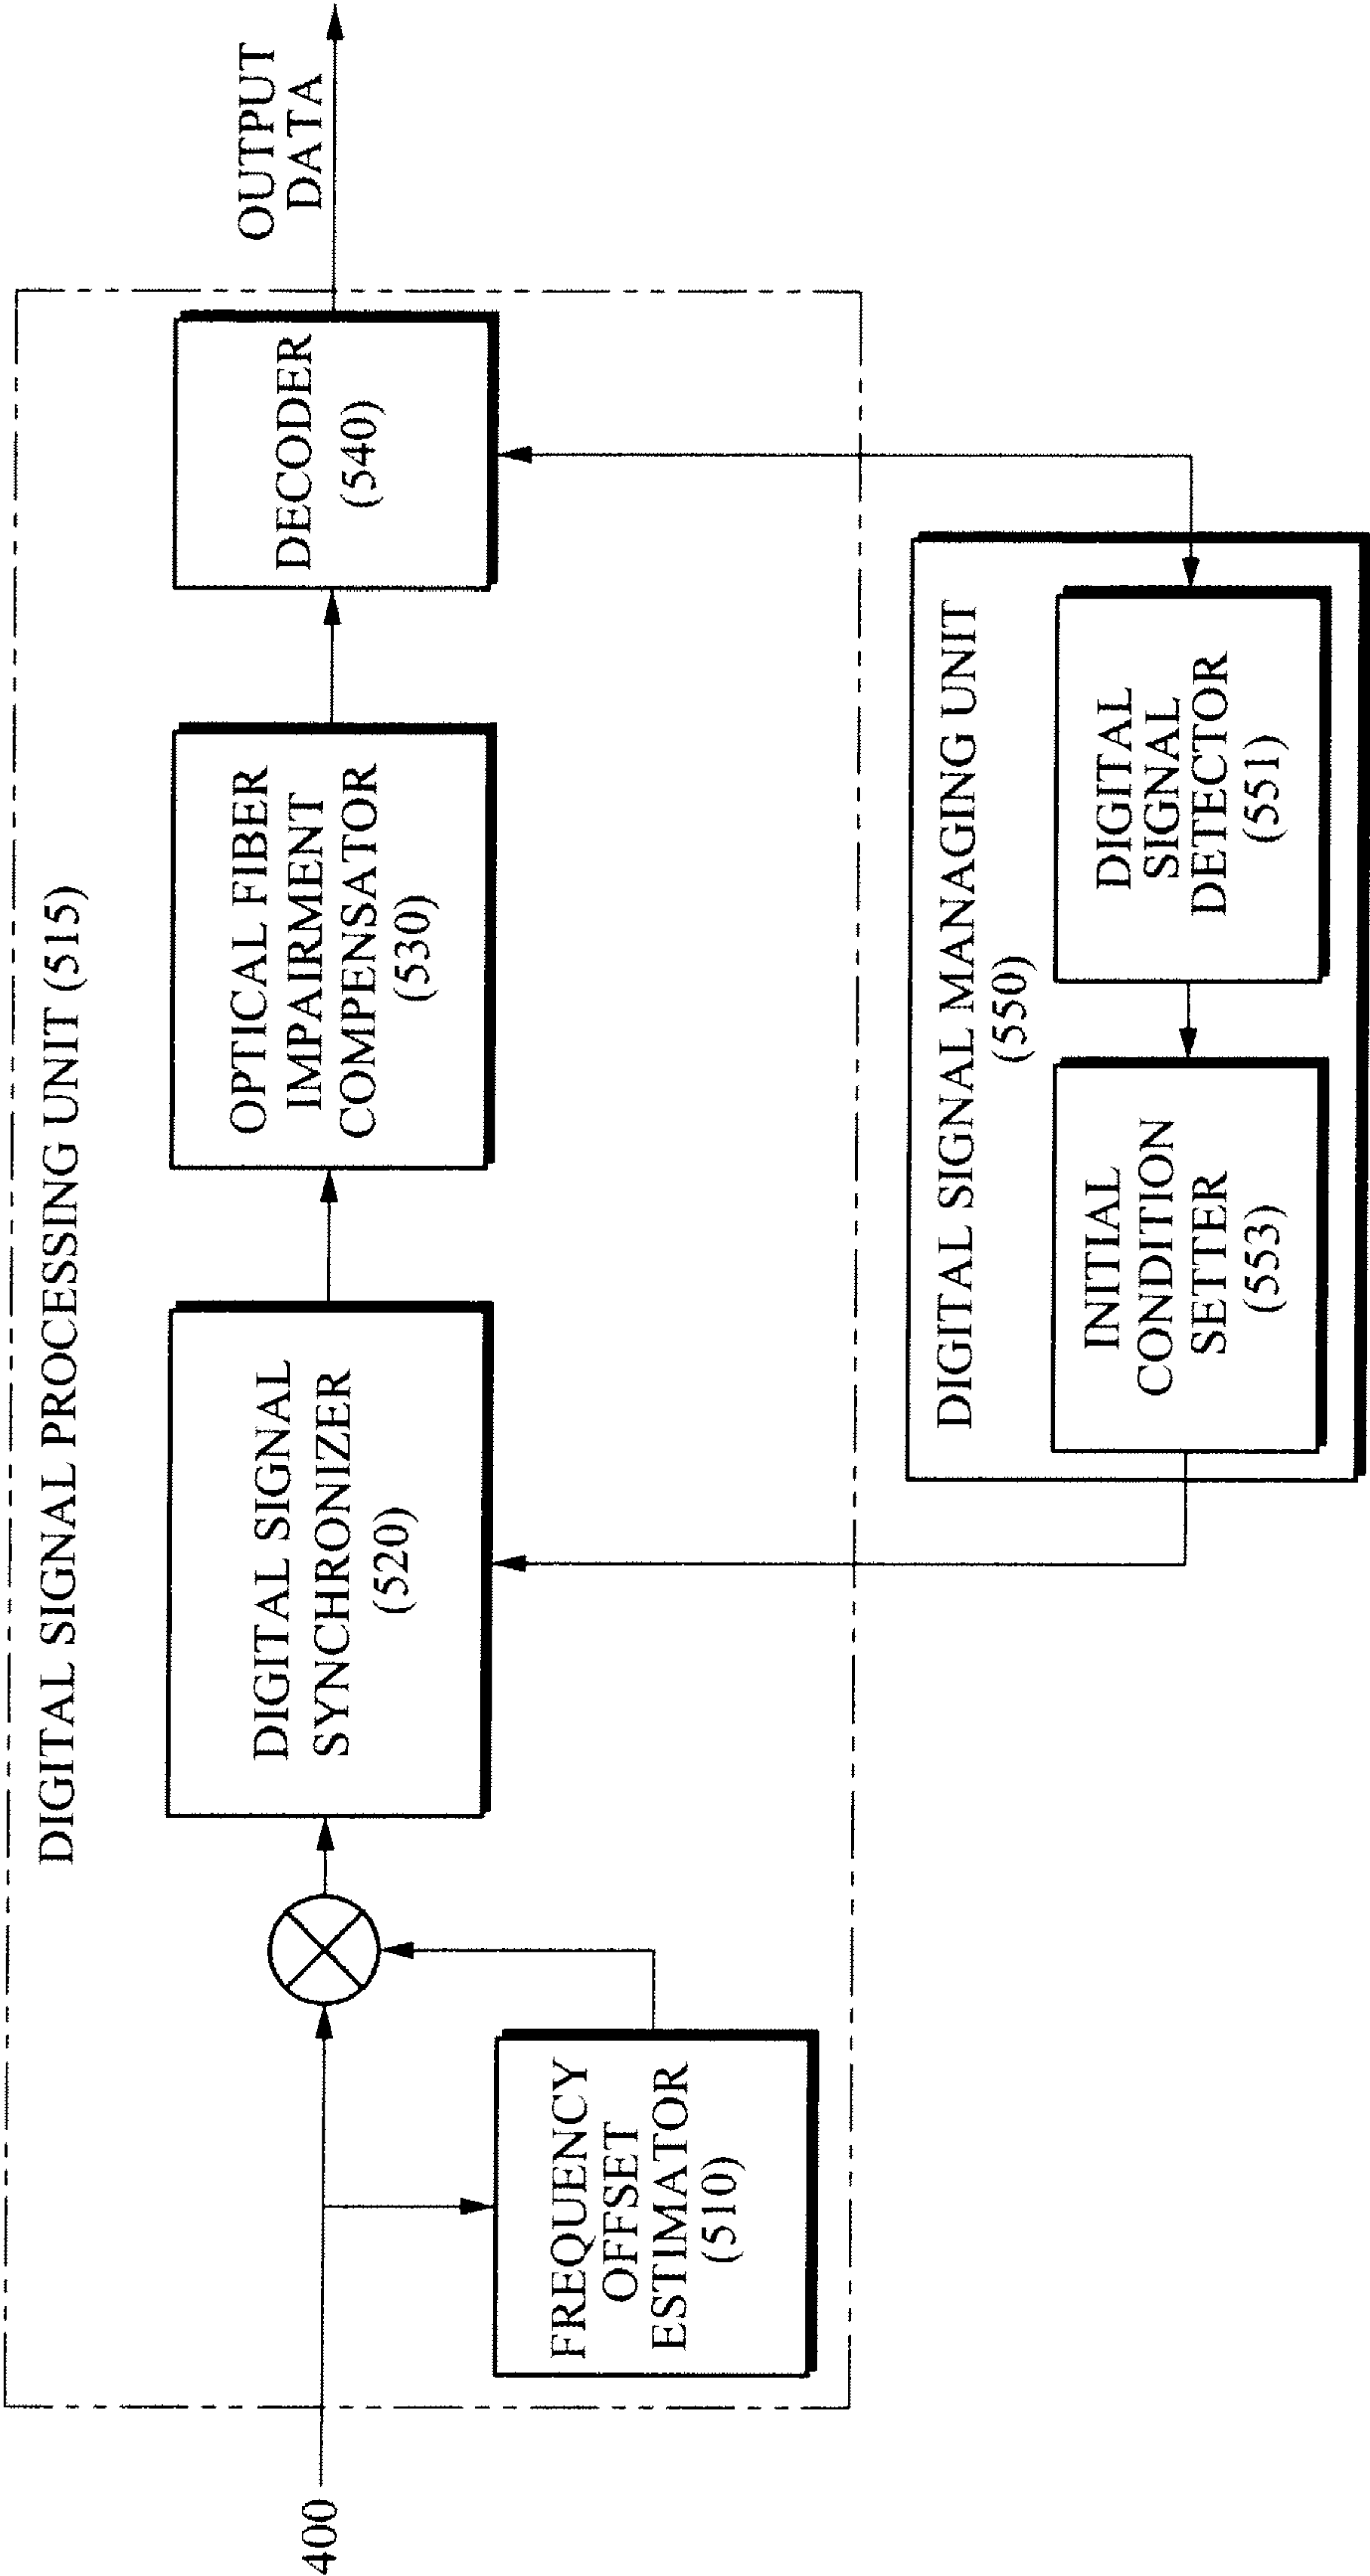 DIGITAL SIGNAL PROCESSING UNIT (515)
400
FREQUENCY
OFFSET
ESTIMATOR
(510)
DIGITAL SIGNAL
SYNCHRONIZER
(520)
OPTICAL FIBER
IMPAIRMENT
COMPENSATOR
(530)
DECODER
(540)
OUTPUT
DATA
DIGITAL SIGNAL MANAGING UNIT
(550)
INITIAL
CONDITION
SETTER
(553)
DIGITAL
SIGNAL
DETECTOR
(551)